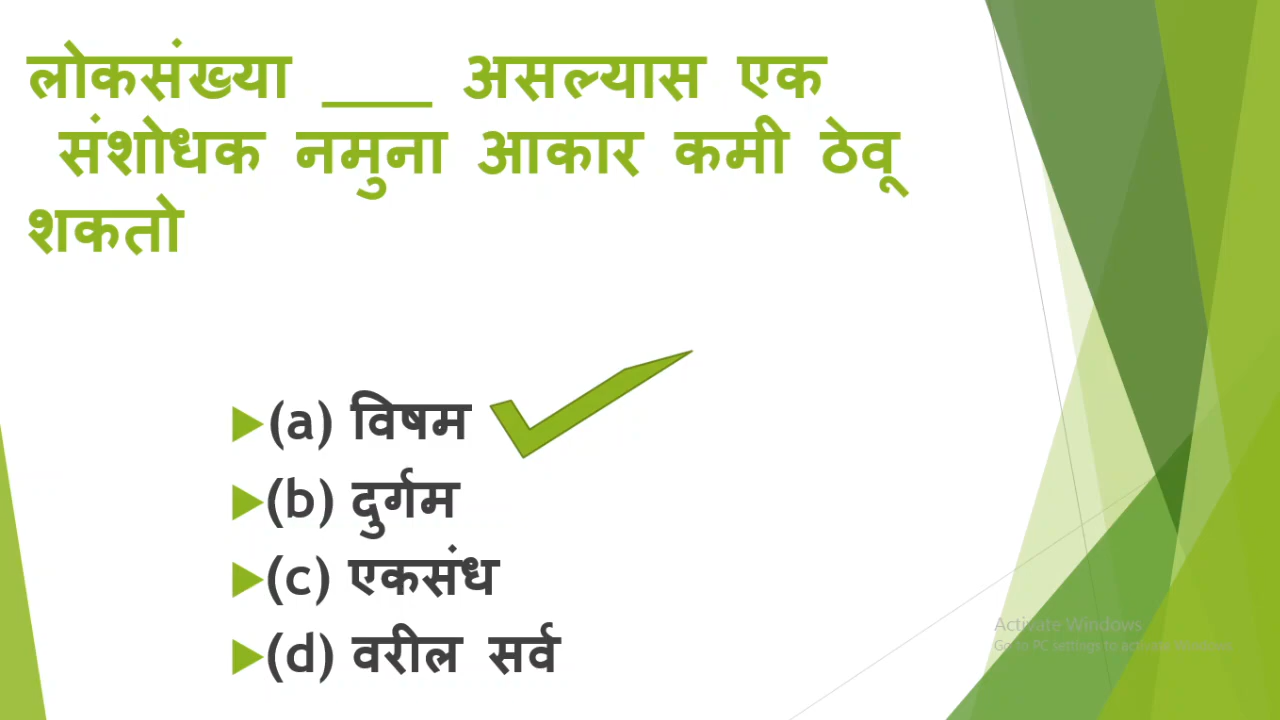 लोकसंख्या ____ असल्यास एक
संशोधक नमुना आकार कमी ठेवू
शकतो
(a) विषम
(b) दुर्गम
(c) एकसंध
(d) वरील सर्व
Activate Windows
Go to PC settings to activate Windows.